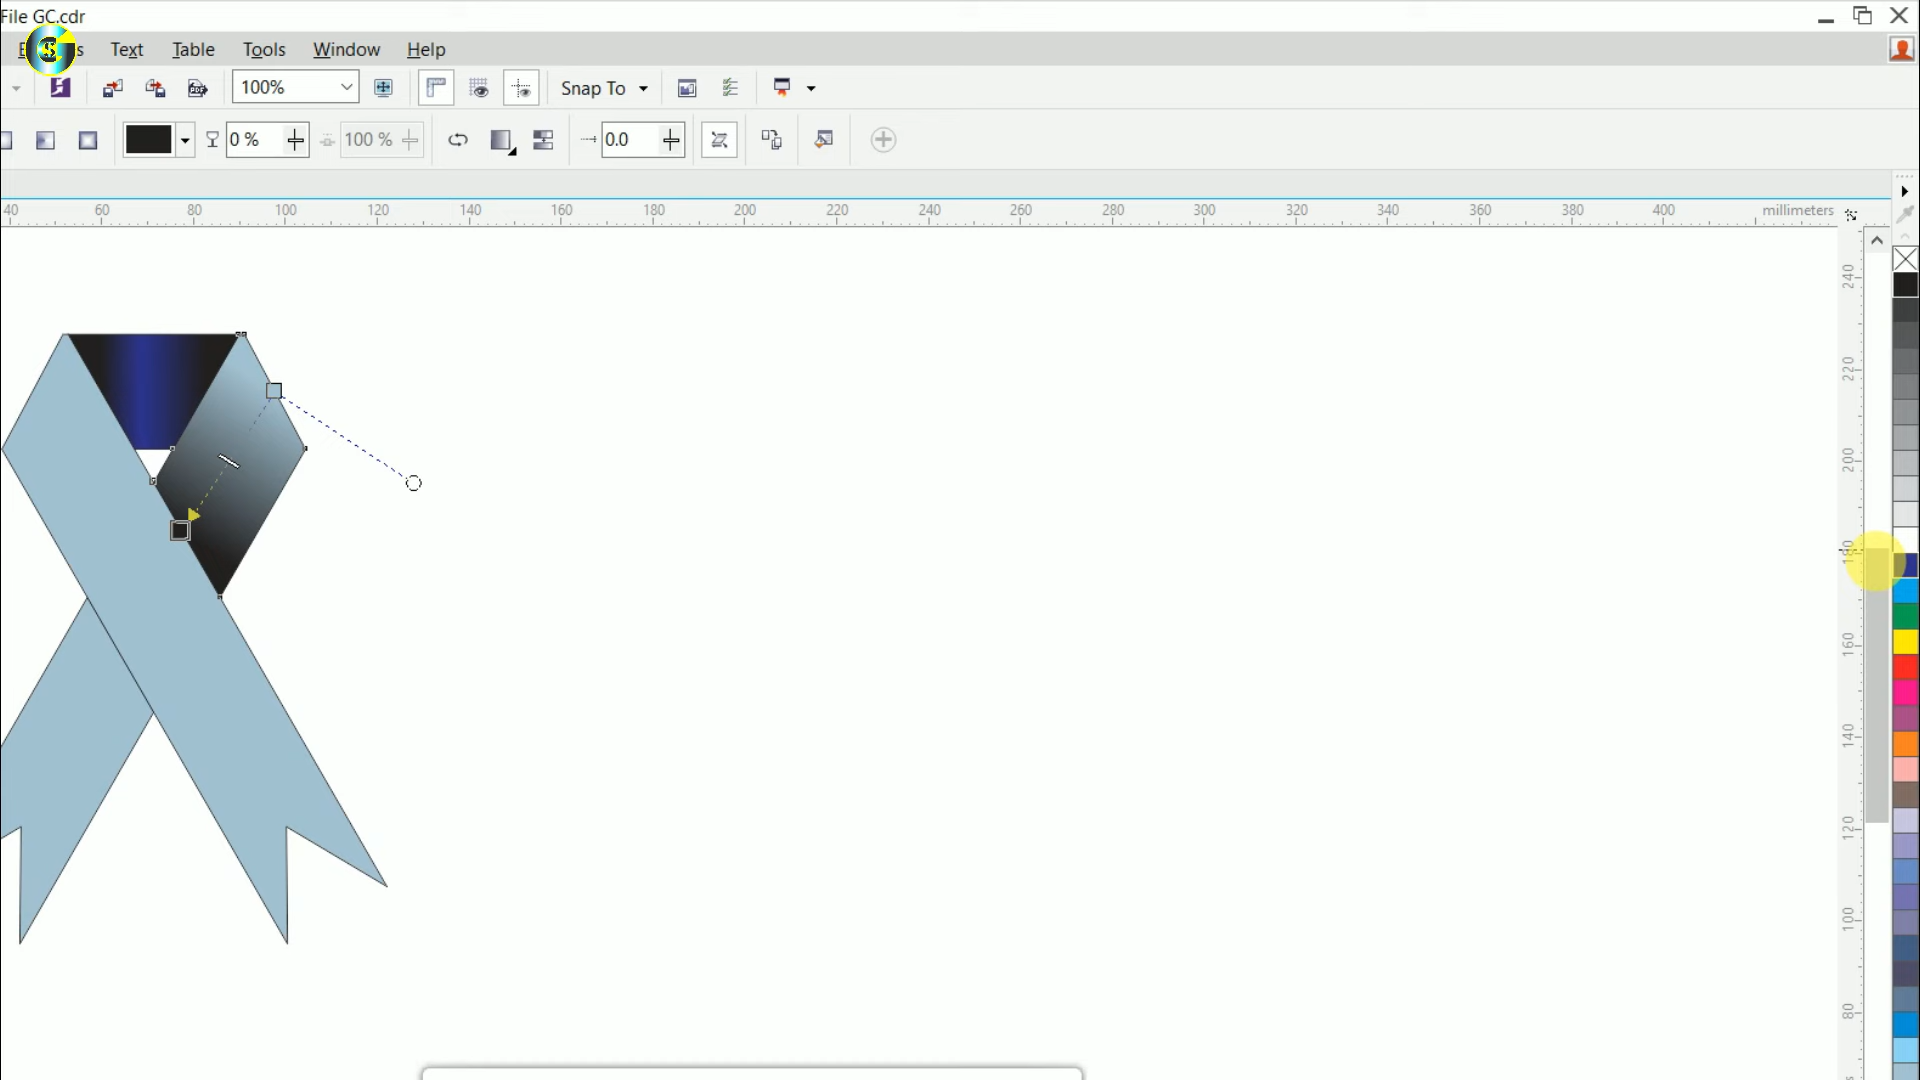 File GC.cdr
Text Table Tools Window Help
100% Snap To
PDF
0 % 100 % 0.0
40 60 80 100 120 140 160 180 200 220 240 260 280 300 320 340 360 380 400 millimeters
240
220
200
180
160
140
120
100
80